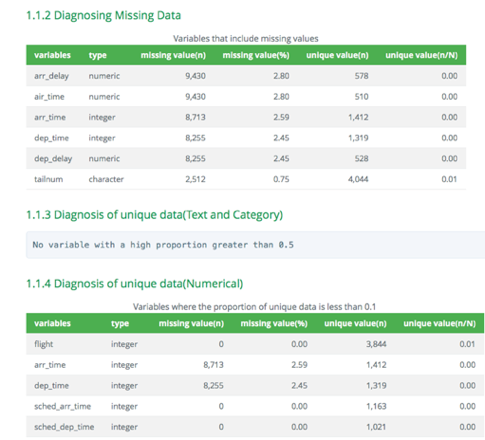 1.1.2 Diagnosing Missing Data
Variables that include missing values
variables type missing value(n) missing value(%) unique value(n) unique value(n/N)
arr_delay numeric 9,430 2.80 578 0.00
air_time numeric 9,430 2.80 510 0.00
arr_time integer 8,713 2.59 1,412 0.00
dep_time integer 8,255 2.45 1,319 0.00
dep_delay numeric 8,255 2.45 528 0.00
tailnum character 2,512 0.75 4,044 0.01
1.1.3 Diagnosis of unique data(Text and Category)
No variable with a high proportion greater than 0.5
1.1.4 Diagnosis of unique data(Numerical)
Variables where the proportion of unique data is less than 0.1
variables type missing value(n) missing value(%) unique value(n) unique value(n/N)
flight integer 0 0.00 3,844 0.01
arr_time integer 8,713 2.59 1,412 0.00
dep_time integer 8,255 2.45 1,319 0.00
sched_arr_time integer 0 0.00 1,163 0.00
sched_dep_time integer 0 0.00 1,021 0.00